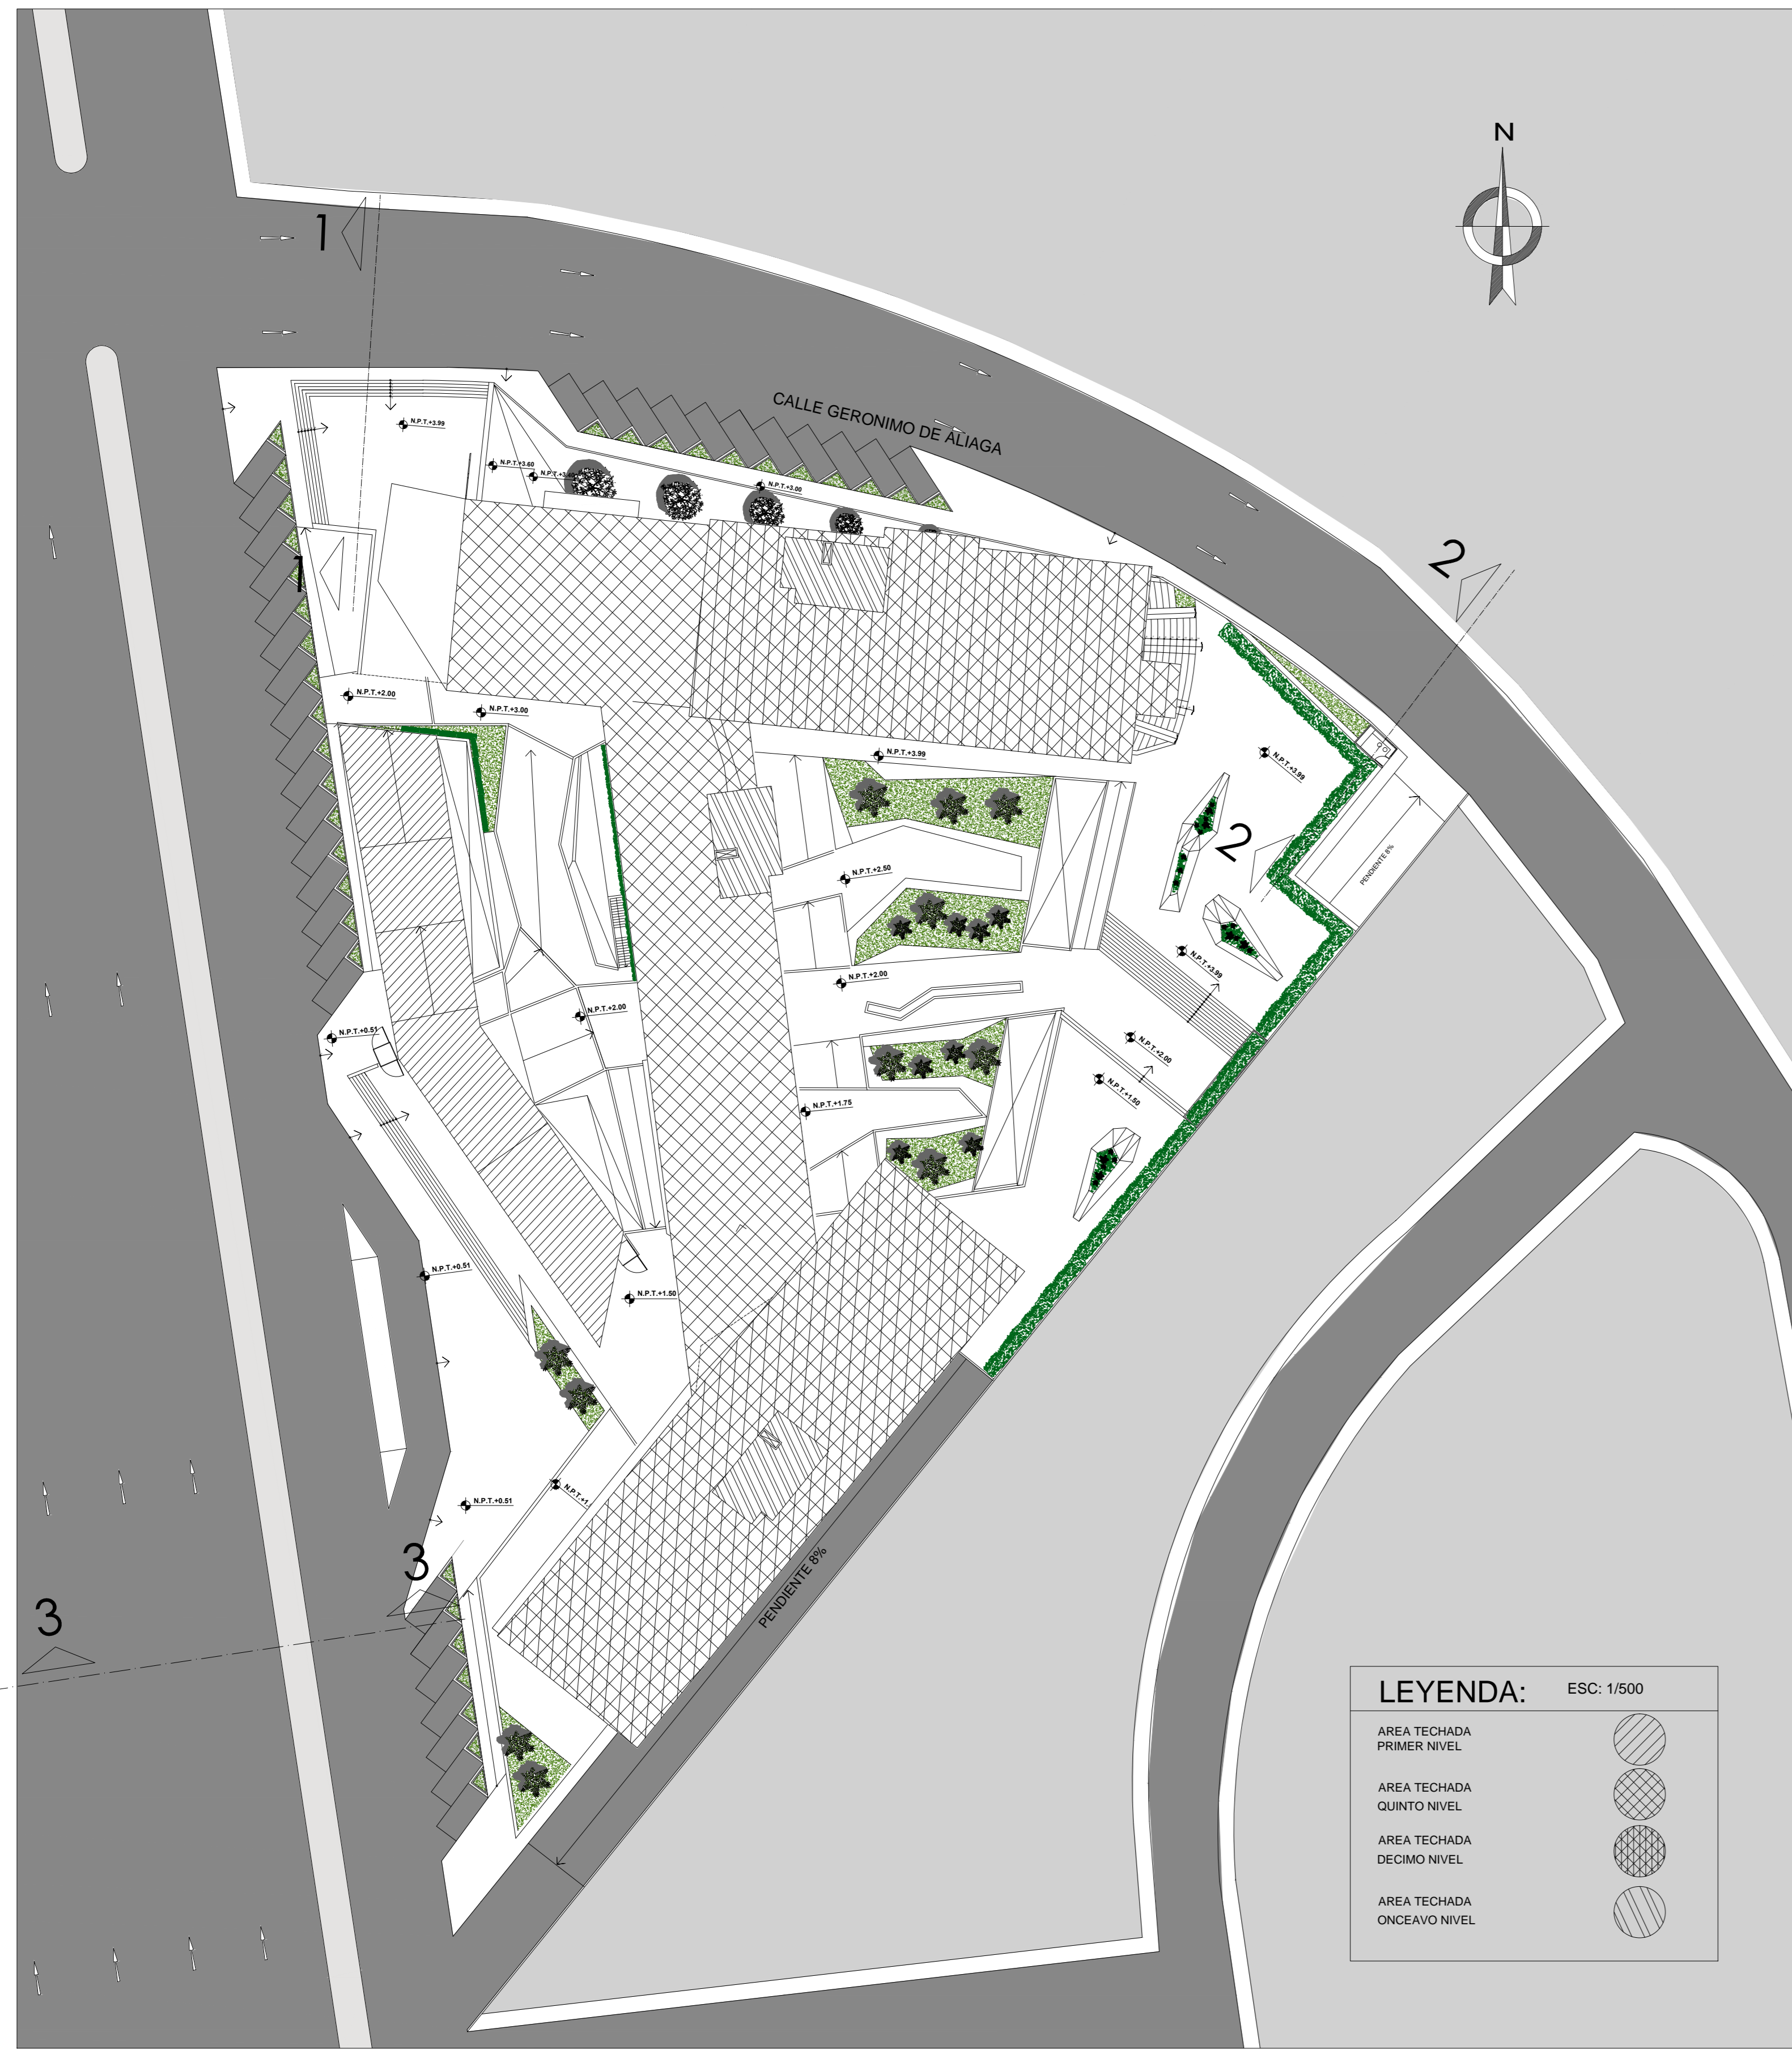 N
1
CALLE GERONIMO DE ALIAGA
N.P.T.+3.99
N.P.T.+3.60
N.P.T.+3.00
2
1
N.P.T.+2.00
N.P.T.+3.00
N.P.T.+3.99
N.P.T.+3.99
2
PENDIENTE 8%
N.P.T.+2.50
N.P.T.+3.99
N.P.T.+2.00
N.P.T.+2.00
N.P.T.+0.51
N.P.T.+2.00
N.P.T.+1.50
N.P.T.+1.75
N.P.T.+0.51
N.P.T.+1.50
N.P.T.+1
N.P.T.+0.51
3
3
PENDIENTE 8%
LEYENDA:
ESC: 1/500
AREA TECHADA
PRIMER NIVEL
AREA TECHADA
QUINTO NIVEL
AREA TECHADA
DECIMO NIVEL
AREA TECHADA
ONCEAVO NIVEL